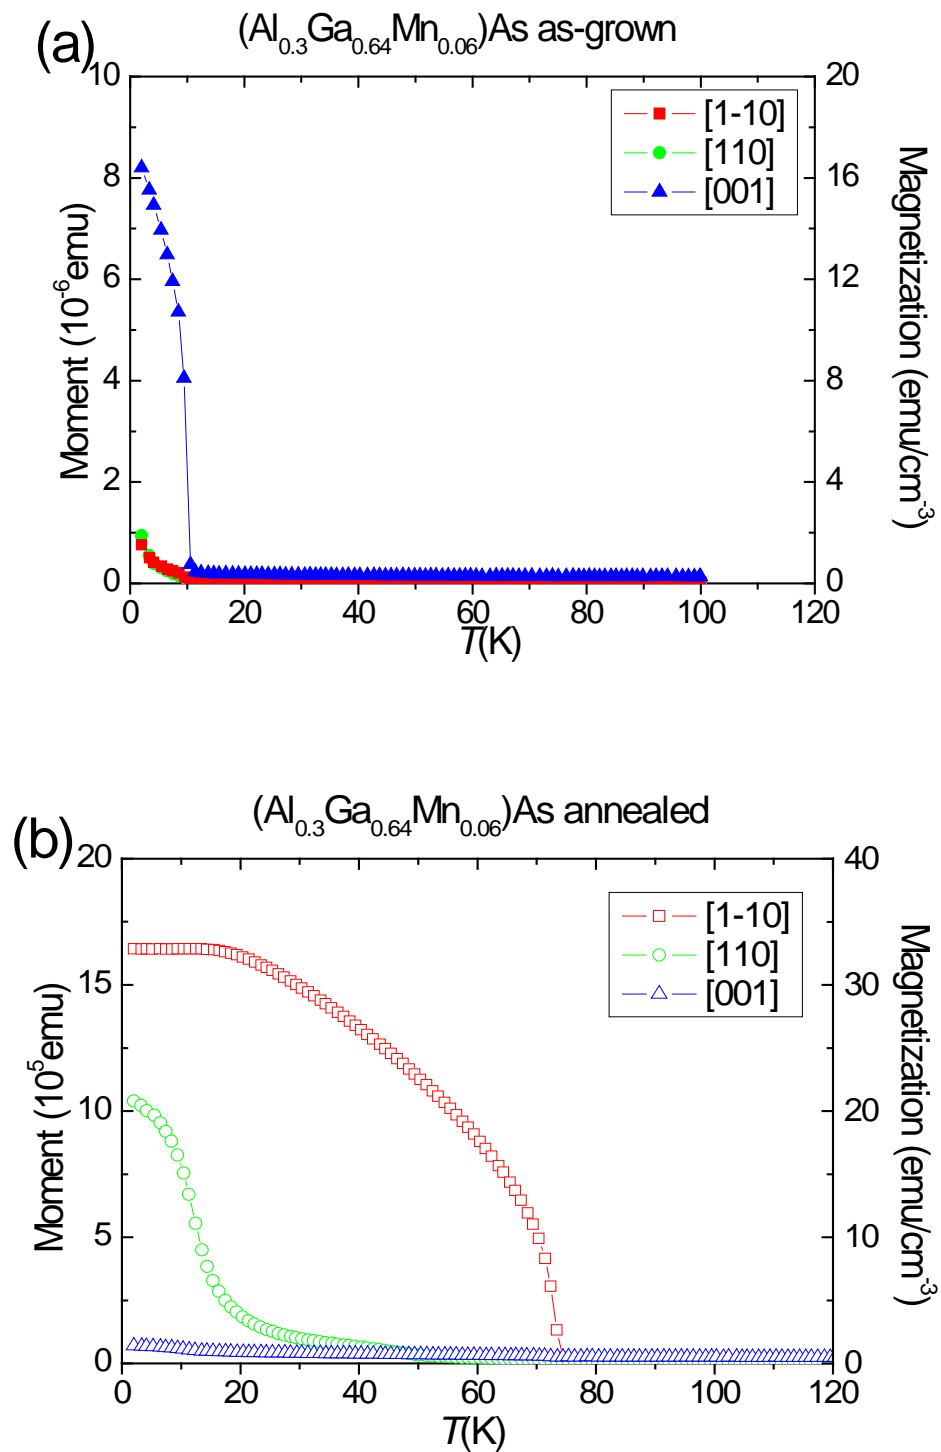 (a)
(Al0.3Ga0.64Mn0.06)As as-grown
10
8
6
4
2
0
Moment (10-6emu)
20
16
12
8
4
0
Magnetization (emu/cm-3)
[1-10]
[110]
[001]
0 20 40 60 80 100 120
T(K)
(b)
(Al0.3Ga0.64Mn0.06)As annealed
20
15
10
5
0
Moment (105emu)
40
30
20
10
0
Magnetization (emu/cm-3)
[1-10]
[110]
[001]
0 20 40 60 80 100 120
T(K)